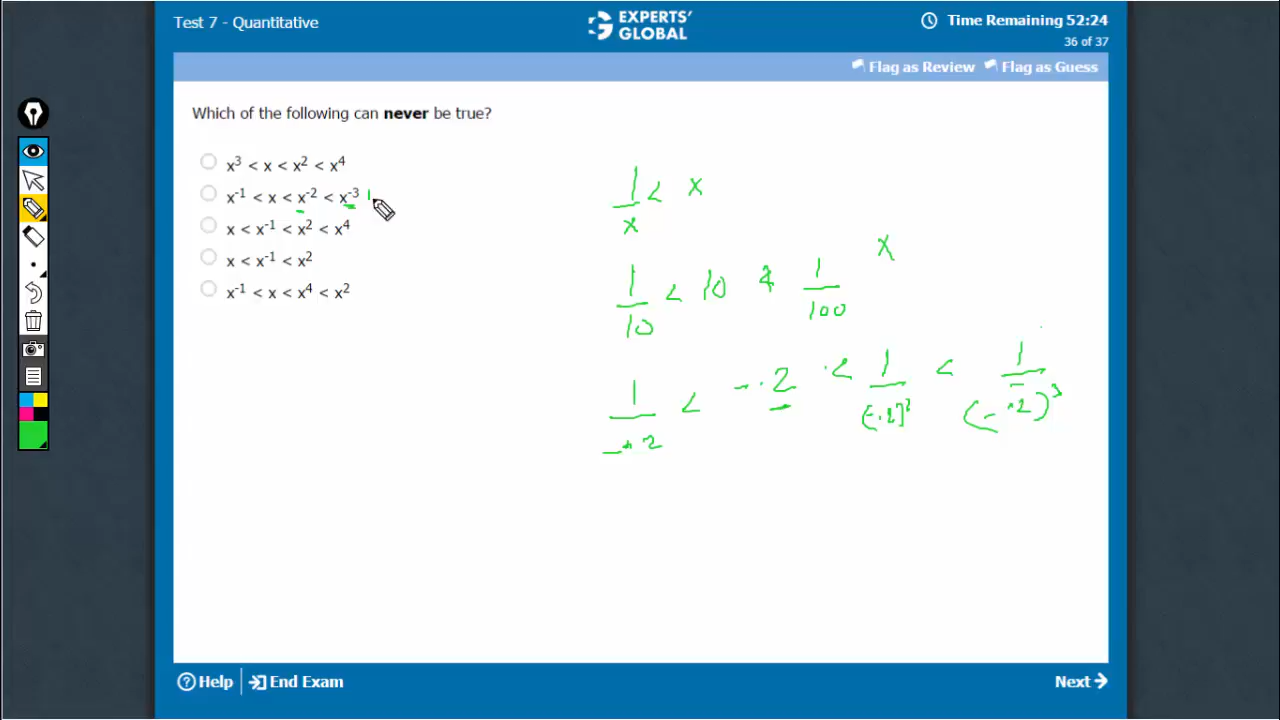 Test 7 - Quantitative
EXPERTS'
GLOBAL
Time Remaining 52:24
36 of 37
Flag as Review
Flag as Guess
Which of the following can never be true?
x³ < x < x² < x⁴
x⁻¹ < x < x⁻² < x⁻³
x < x⁻¹ < x² < x⁴
x < x⁻¹ < x²
x⁻¹ < x < x⁴ < x²
1/x < x
x
1/10 < 10 < 1/100
1/-.2 < -.2 < 1/(-.2)² < 1/(-.2)³
Help
End Exam
Next